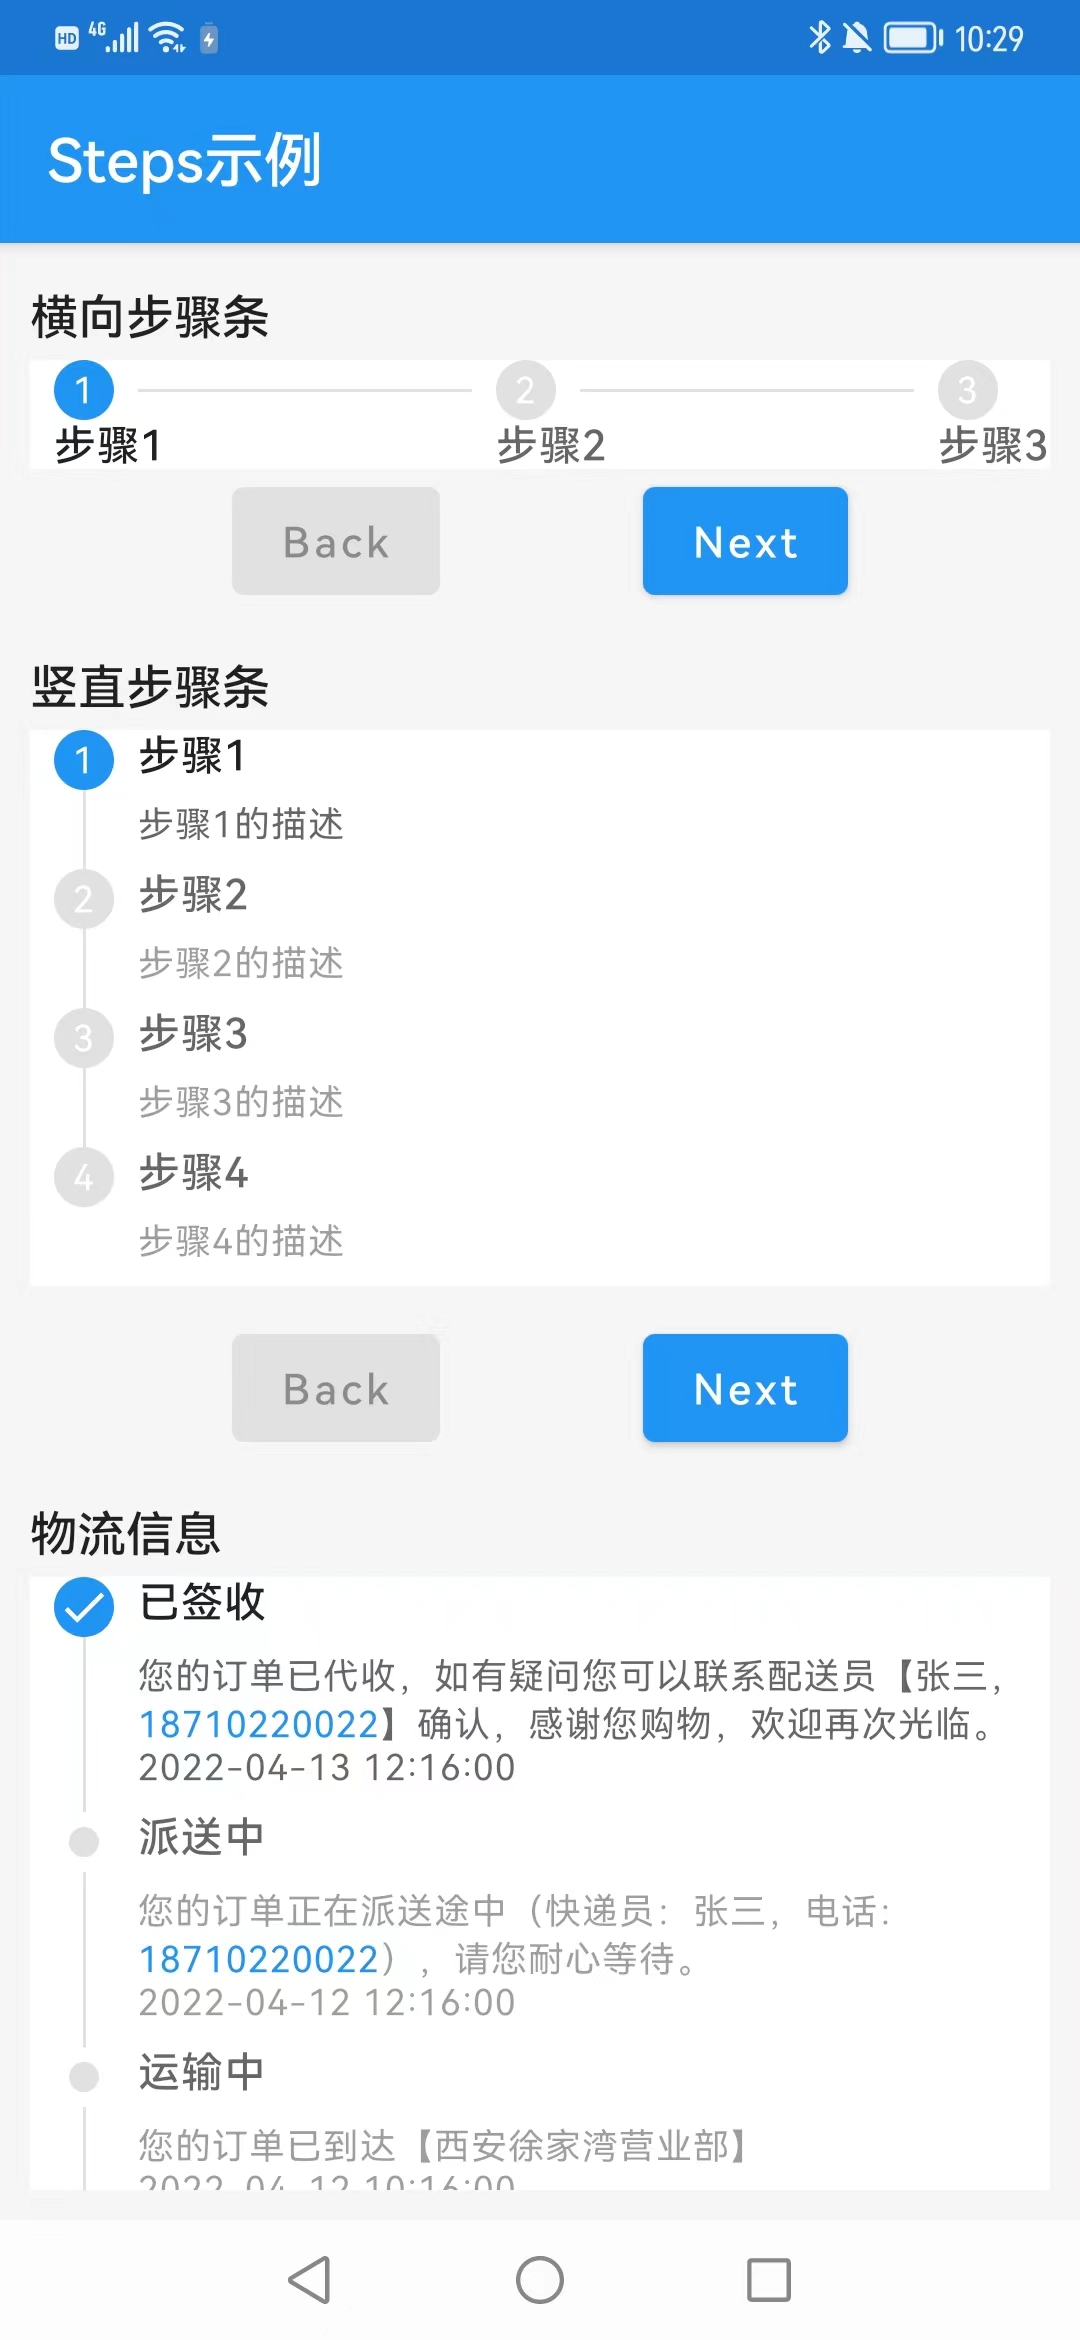 HD 4G 10:29
Steps示例
横向步骤条
1 2 3
步骤1 步骤2 步骤3
Back Next
竖直步骤条
1 步骤1
步骤1的描述
2 步骤2
步骤2的描述
3 步骤3
步骤3的描述
4 步骤4
步骤4的描述
Back Next
物流信息
已签收
您的订单已代收，如有疑问您可以联系配送员【张三，
18710220022】确认，感谢您购物，欢迎再次光临。
2022-04-13 12:16:00
派送中
您的订单正在派送途中（快递员：张三，电话：
18710220022），请您耐心等待。
2022-04-12 12:16:00
运输中
您的订单已到达【西安徐家湾营业部】
2022-04-12 10:16:00